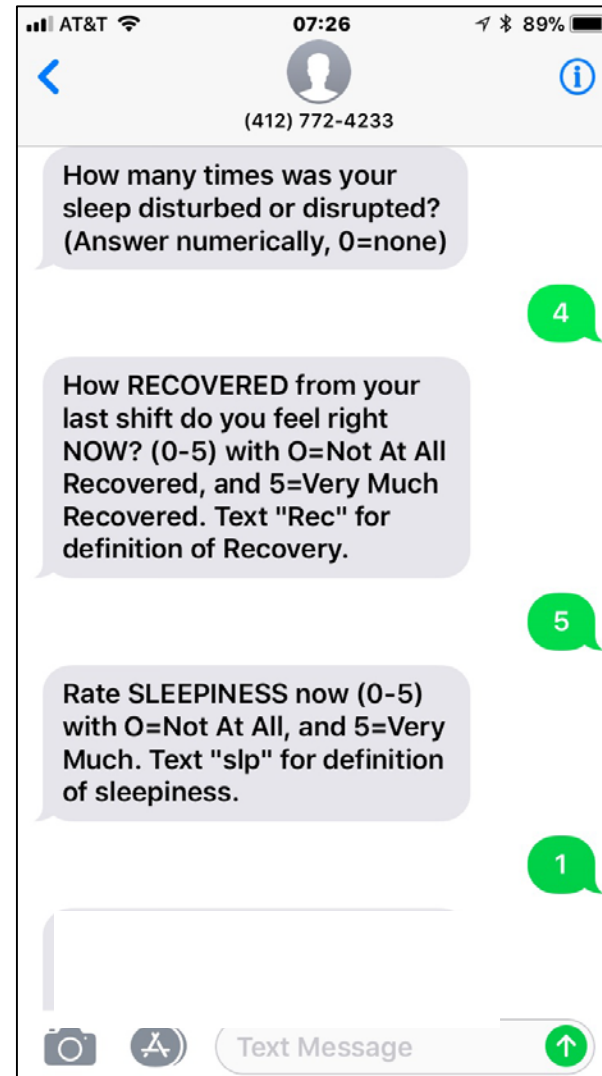 AT&T 07:26 89%
(412) 772-4233
How many times was your
sleep disturbed or disrupted?
(Answer numerically, 0=none)
4
How RECOVERED from your
last shift do you feel right
NOW? (0-5) with O=Not At All
Recovered, and 5=Very Much
Recovered. Text "Rec" for
definition of Recovery.
5
Rate SLEEPINESS now (0-5)
with O=Not At All, and 5=Very
Much. Text "slp" for definition
of sleepiness.
1
Text Message